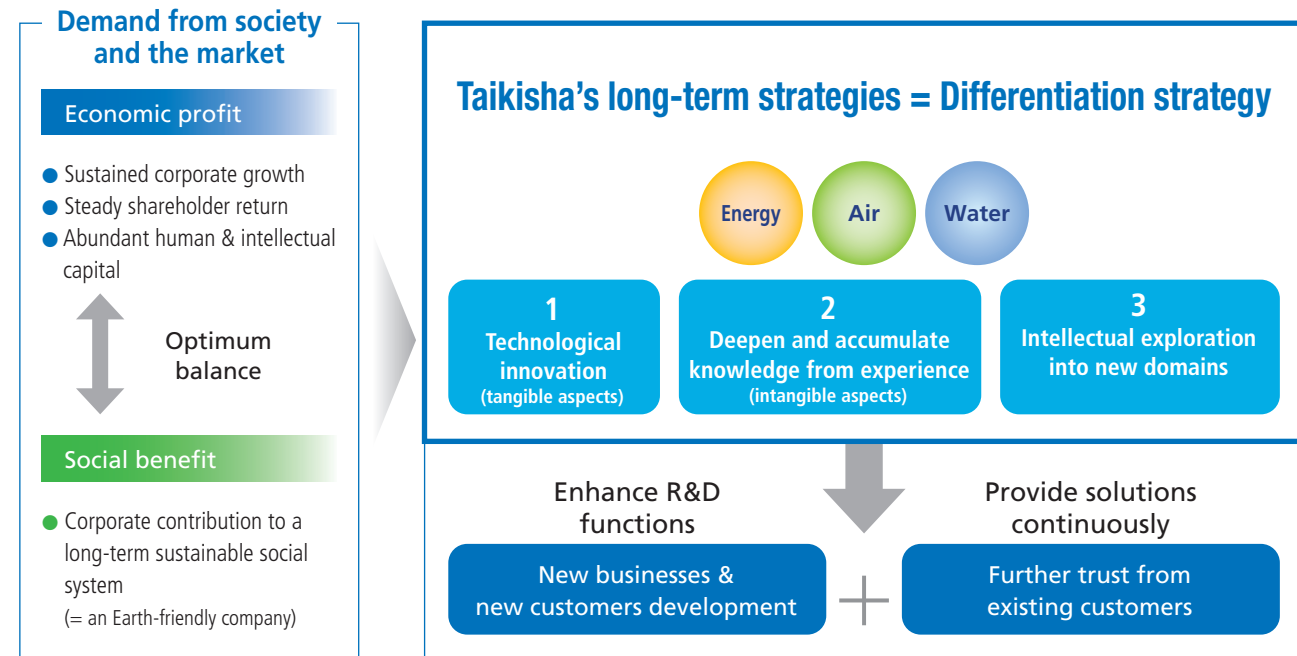 Demand from society
and the market
Economic profit
● Sustained corporate growth
● Steady shareholder return
● Abundant human & intellectual
capital
Optimum
balance
Social benefit
● Corporate contribution to a
long-term sustainable social
system
(= an Earth-friendly company)
Taikisha's long-term strategies = Differentiation strategy
Energy
Air
Water
1
Technological
innovation
(tangible aspects)
2
Deepen and accumulate
knowledge from experience
(intangible aspects)
3
Intellectual exploration
into new domains
Enhance R&D
functions
New businesses &
new customers development
+
Provide solutions
continuously
Further trust from
existing customers